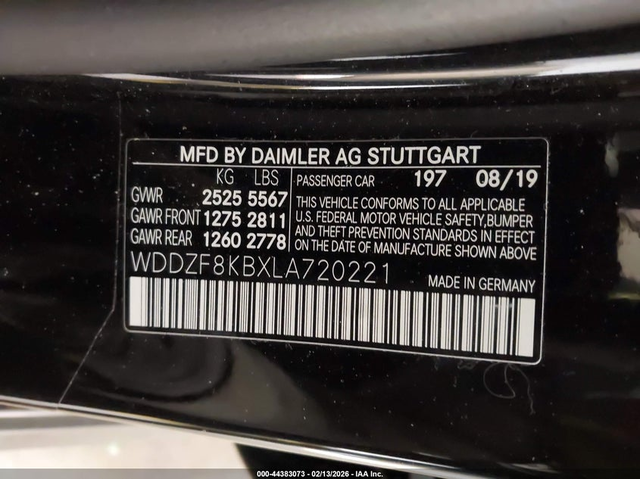 MFD BY DAIMLER AG STUTTGART
KG LBS
GVWR 2525 5567
GAWR FRONT 1275 2811
GAWR REAR 1260 2778
PASSENGER CAR 197 08/19
THIS VEHICLE CONFORMS TO ALL APPLICABLE
U.S. FEDERAL MOTOR VEHICLE SAFETY,BUMPER
AND THEFT PREVENTION STANDARDS IN EFFECT
ON THE DATE OF MANUFACTURE SHOWN ABOVE.
WDDZF8KBXLA720221
MADE IN GERMANY
000-44383073 - 02/13/2026 - IAA Inc.